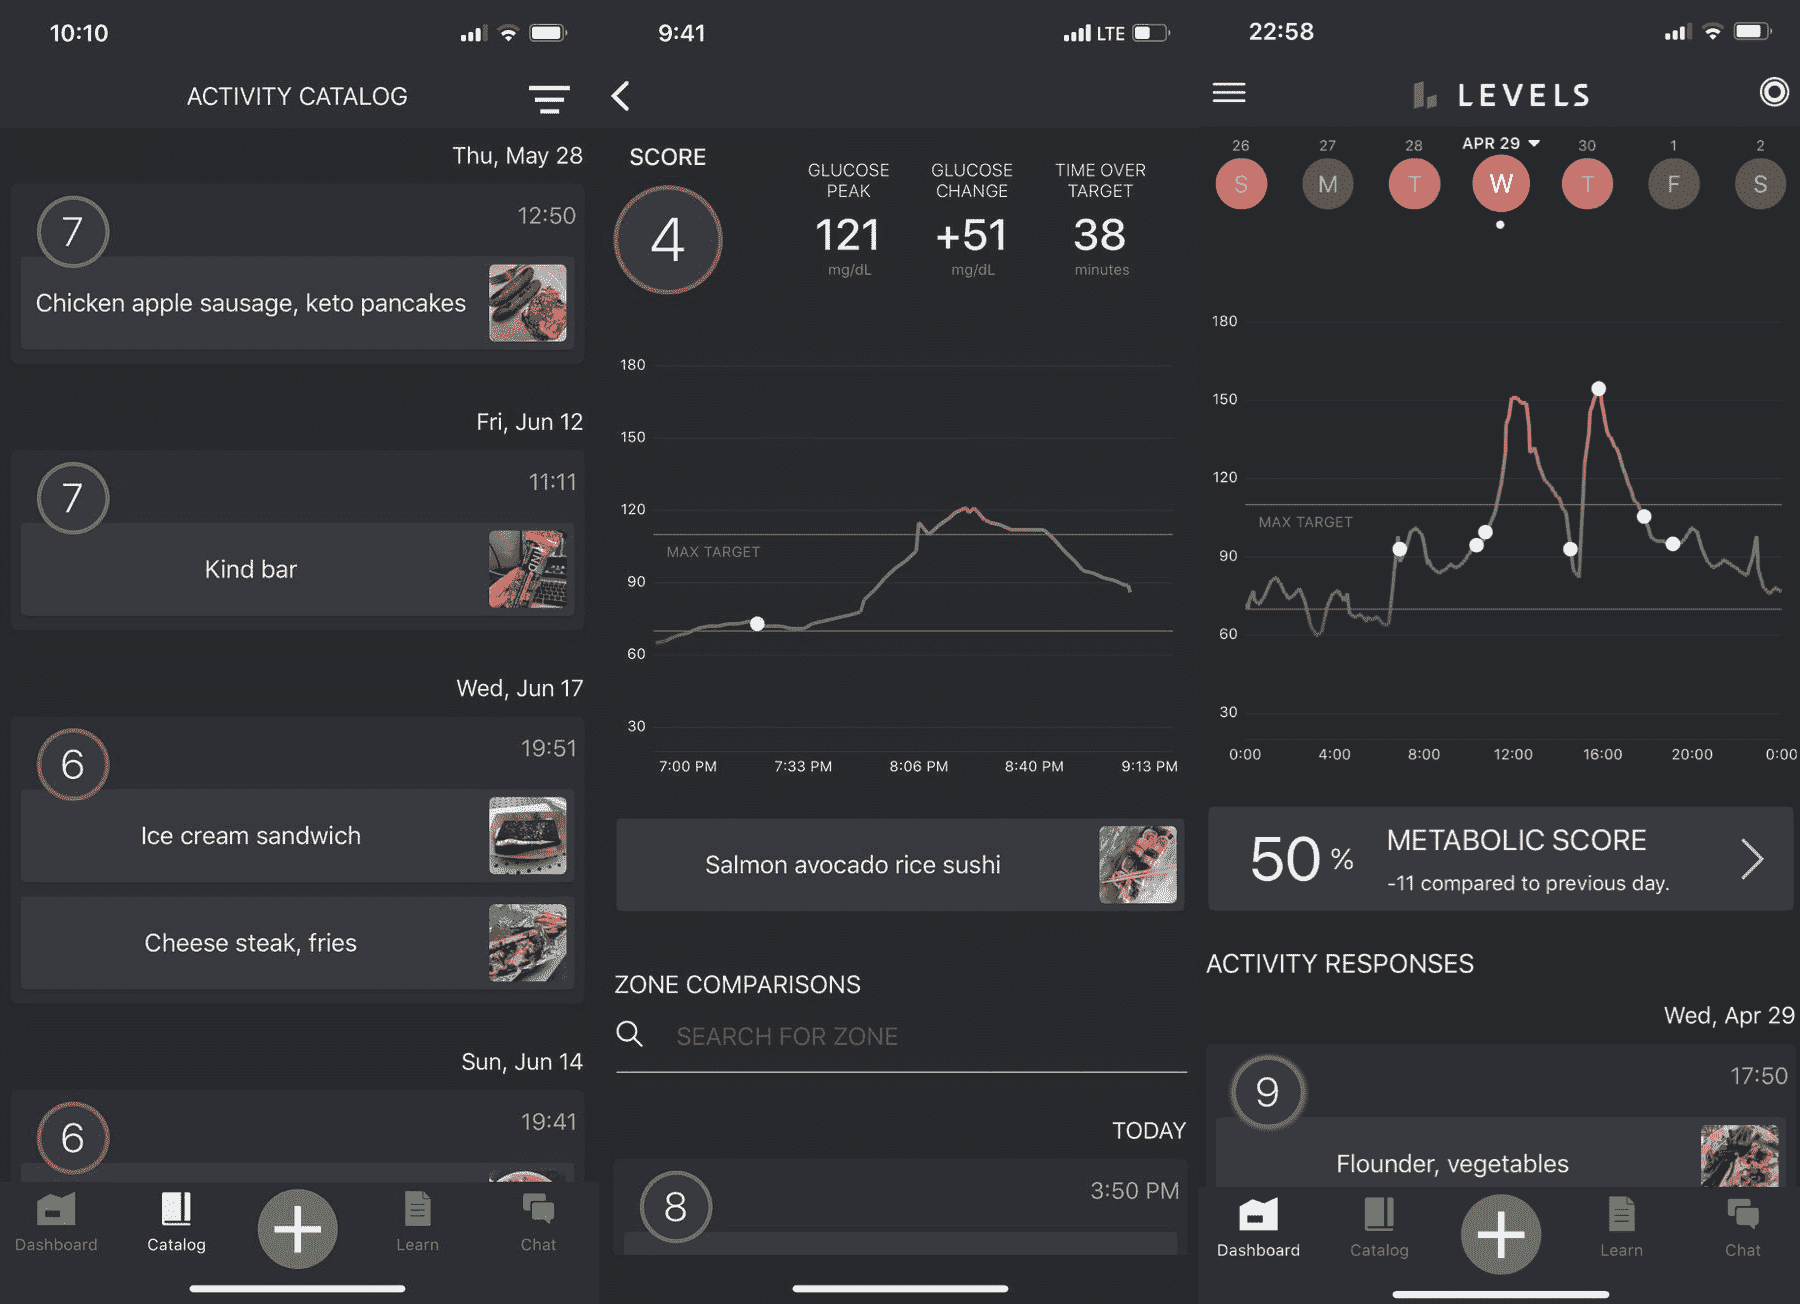 10:10
ACTIVITY CATALOG
Thu, May 28
7
12:50
Chicken apple sausage, keto pancakes
Fri, Jun 12
7
11:11
Kind bar
Wed, Jun 17
6
19:51
Ice cream sandwich
Cheese steak, fries
Sun, Jun 14
6
19:41
Dashboard
Catalog
Learn
Chat
9:41
LTE
SCORE
4
GLUCOSE
PEAK
121
mg/dL
GLUCOSE
CHANGE
+51
mg/dL
TIME OVER
TARGET
38
minutes
180
150
120
MAX TARGET
90
60
30
7:00 PM
7:33 PM
8:06 PM
8:40 PM
9:13 PM
Salmon avocado rice sushi
ZONE COMPARISONS
SEARCH FOR ZONE
TODAY
8
3:50 PM
22:58
LEVELS
26
27
28
APR 29
30
1
2
S
M
T
W
T
F
S
180
150
120
MAX TARGET
90
60
30
0:00
4:00
8:00
12:00
16:00
20:00
0:00
50 %
METABOLIC SCORE
-11 compared to previous day.
ACTIVITY RESPONSES
Wed, Apr 29
9
17:50
Flounder, vegetables
Dashboard
Catalog
Learn
Chat